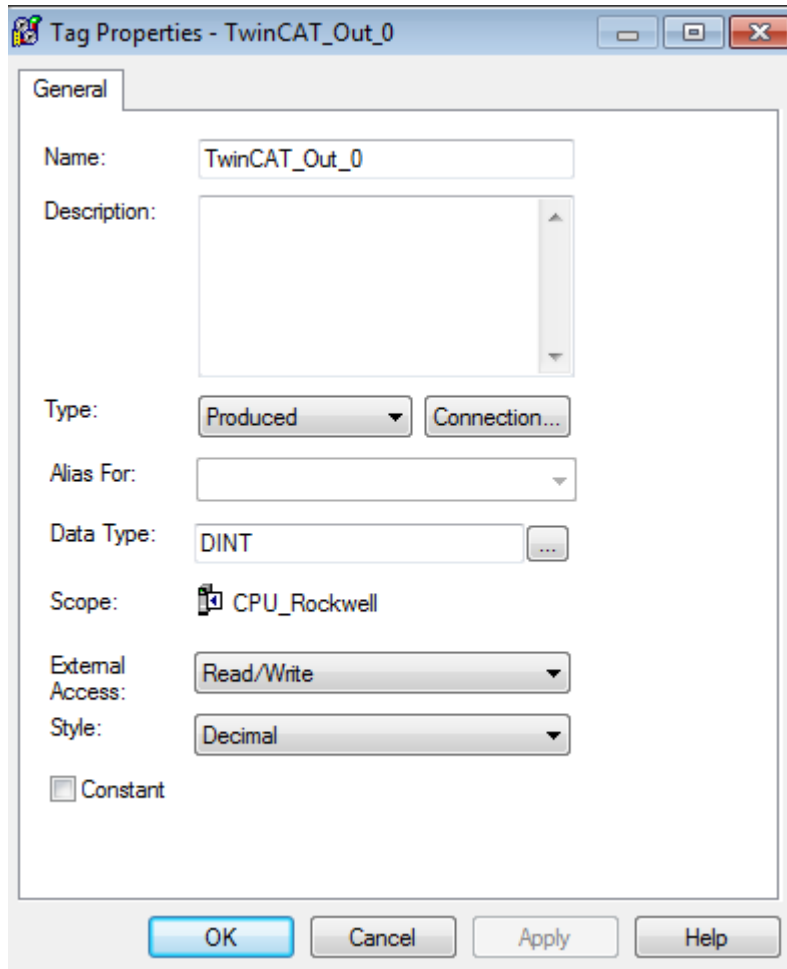 Tag Properties - TwinCAT_Out_0
General
Name: TwinCAT_Out_0
Description:
Type: Produced Connection...
Alias For:
Data Type: DINT ...
Scope: CPU_Rockwell
External
Access: Read/Write
Style: Decimal
Constant
OK Cancel Apply Help